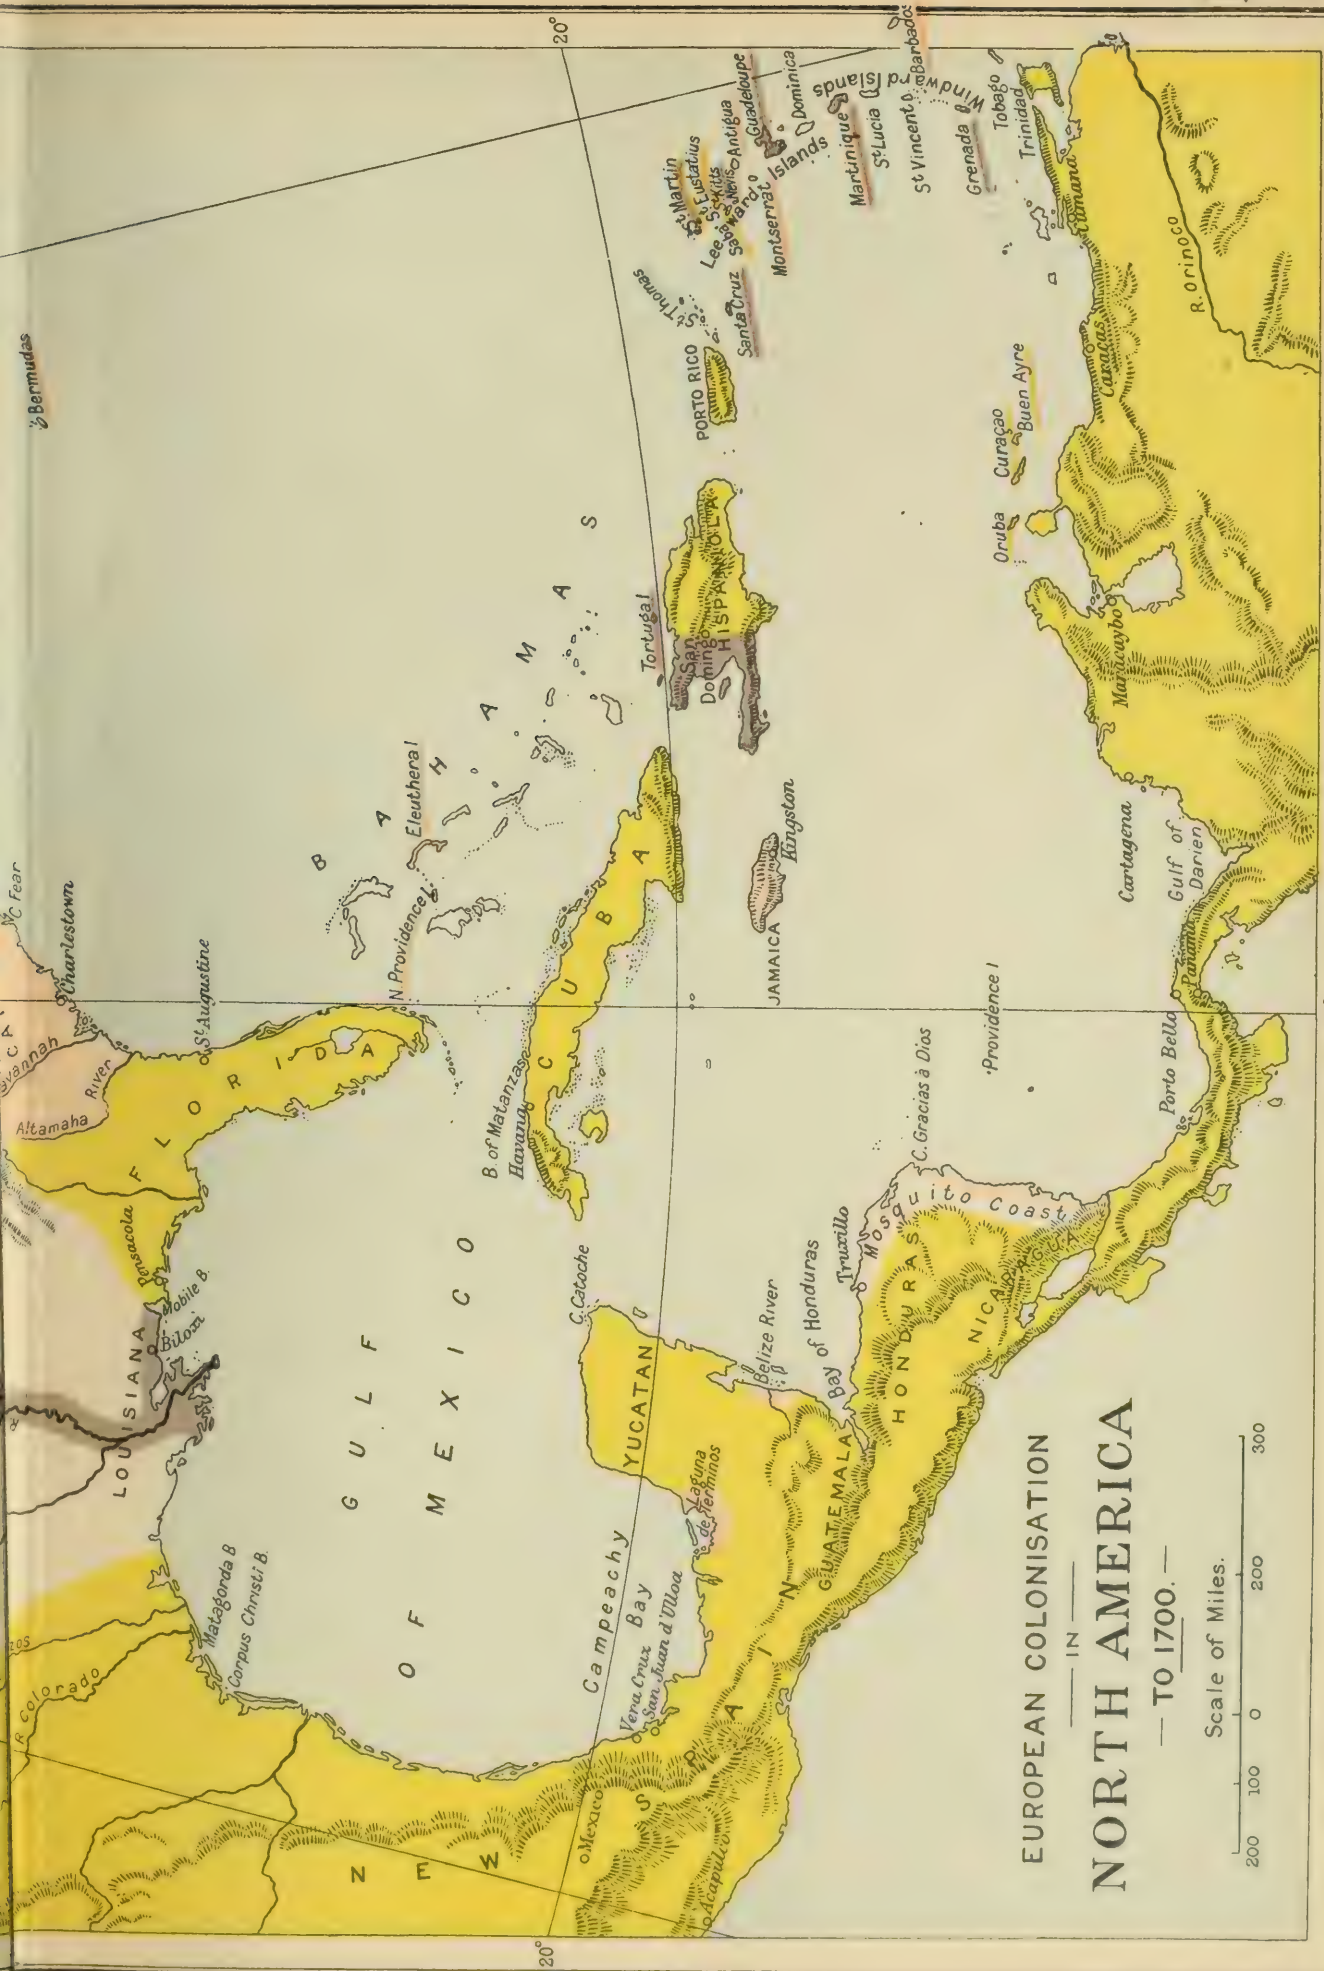 EUROPEAN COLONISATION
IN
NORTH AMERICA
TO 1700.
Scale of Miles.
200 100 0 200 300
20°
20°
R Colorado
Matagorda B
Corpus Christi B.
LOUISIANA
Biloxi
Mobile B.
Pensacola
FLORIDA
Altamaha
River
C Fear
Charlestown
St Augustine
Bermudas
GULF
OF
MEXICO
BAHAMAS
N. Providence I
Eleuthera I
B. of Matanzas
Havana
CUBA
JAMAICA
Kingston
Tortuga I
San
Domingo
HISPANIOLA
PORTO RICO
St Thomas
Santa Cruz
St Martin
St Eustatius
St Kitts
Saba
Nevis
Antigua
Leeward
Islands
Montserrat
Guadeloupe
Dominica
Windward Islands
Martinique
St Lucia
St Vincent
Barbados
Grenada
Tobago
Trinidad
Cumana
R. Orinoco
Caracas
Buen Ayre
Curaçao
Oruba
Maracaybo
Cartagena
Gulf of
Darien
Panama
Porto Bello
Providence I
C. Gracias à Dios
Mosquito Coast
Truxillo
HONDURAS
NICARAGUA
Bay of Honduras
Belize River
GUATEMALA
C. Catoche
YUCATAN
Laguna
de Terminos
Campeachy
Bay
Vera Crux
San Juan d'Ulloa
NEW
SPAIN
Mexico
Acapulco